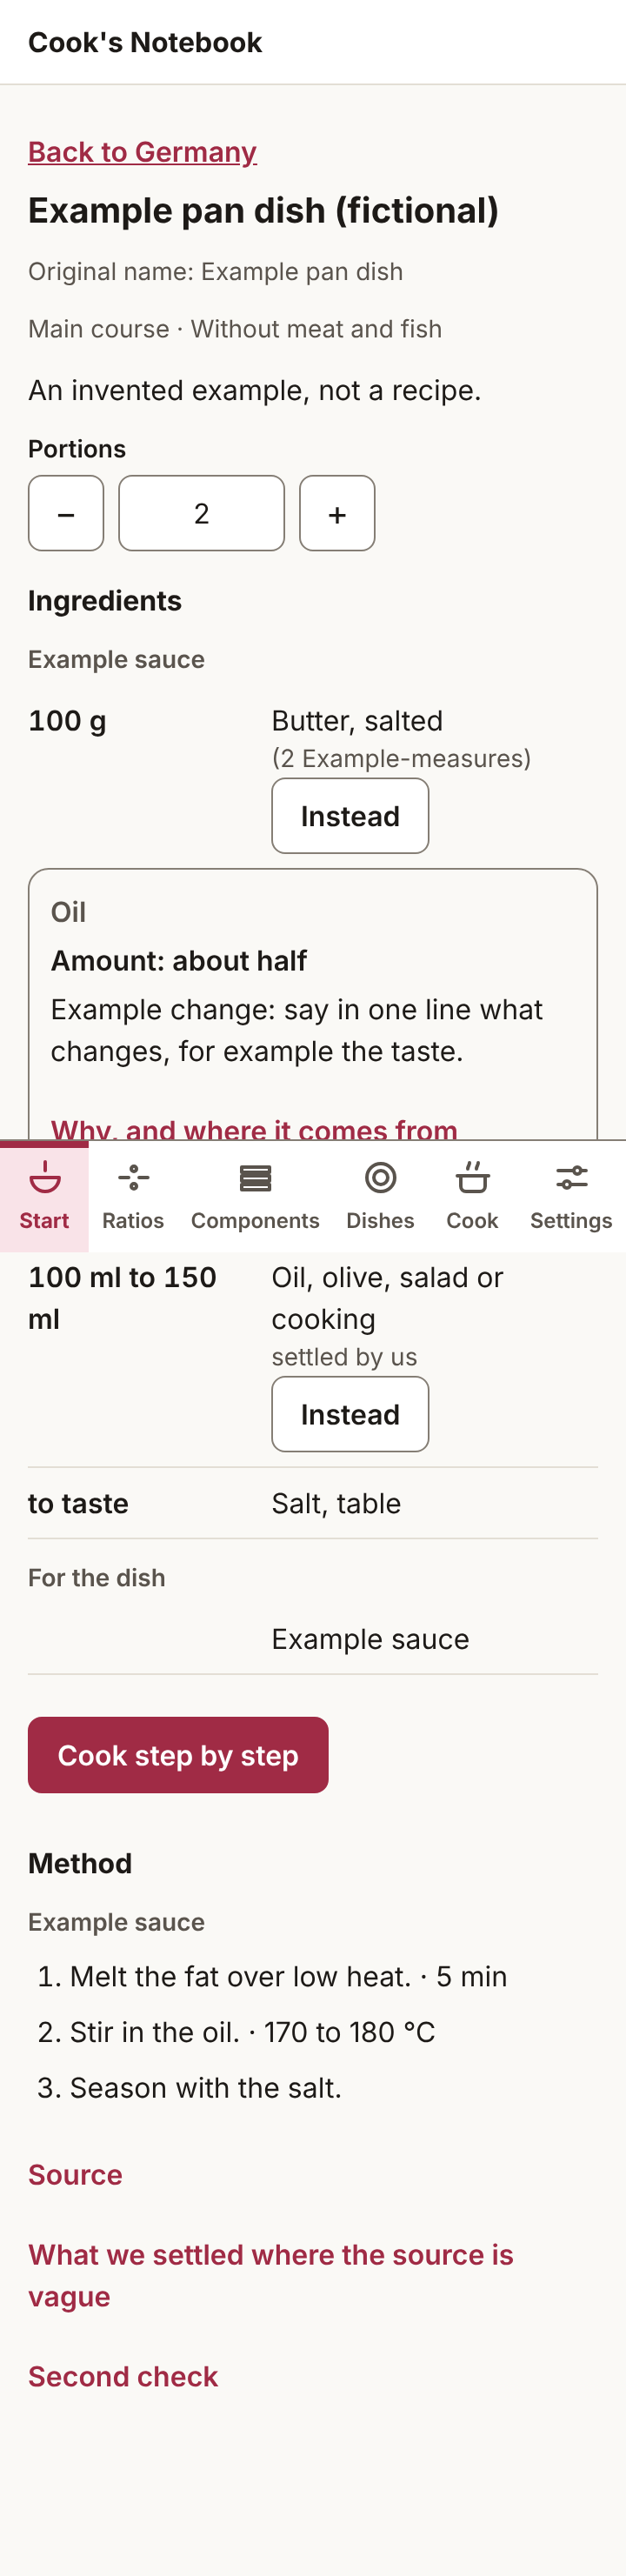 Cook's Notebook
Back to Germany
Example pan dish (fictional)
Original name: Example pan dish
Main course · Without meat and fish
An invented example, not a recipe.
Portions
− 2 +
Ingredients
Example sauce
100 g Butter, salted
(2 Example-measures)
Instead
Oil
Amount: about half
Example change: say in one line what
changes, for example the taste.
Why, and where it comes from
Start Ratios Components Dishes Cook Settings
100 ml to 150 Oil, olive, salad or
ml cooking
settled by us
Instead
to taste Salt, table
For the dish
Example sauce
Cook step by step
Method
Example sauce
1. Melt the fat over low heat. · 5 min
2. Stir in the oil. · 170 to 180 °C
3. Season with the salt.
Source
What we settled where the source is
vague
Second check